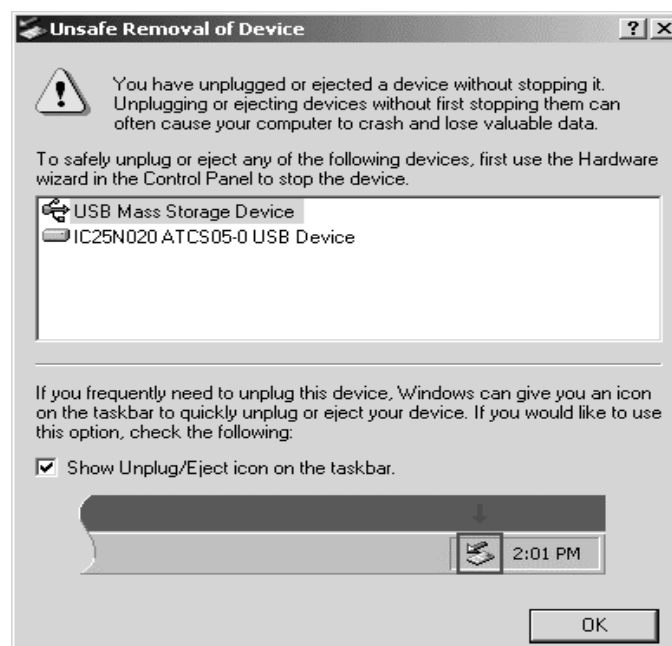 Unsafe Removal of Device
You have unplugged or ejected a device without stopping it.
Unplugging or ejecting devices without first stopping them can
often cause your computer to crash and lose valuable data.
To safely unplug or eject any of the following devices, first use the Hardware
wizard in the Control Panel to stop the device.
USB Mass Storage Device
IC25N020 ATCS05-0 USB Device
If you frequently need to unplug this device, Windows can give you an icon
on the taskbar to quickly unplug or eject your device. If you would like to use
this option, check the following:
Show Unplug/Eject icon on the taskbar.
2:01 PM
OK